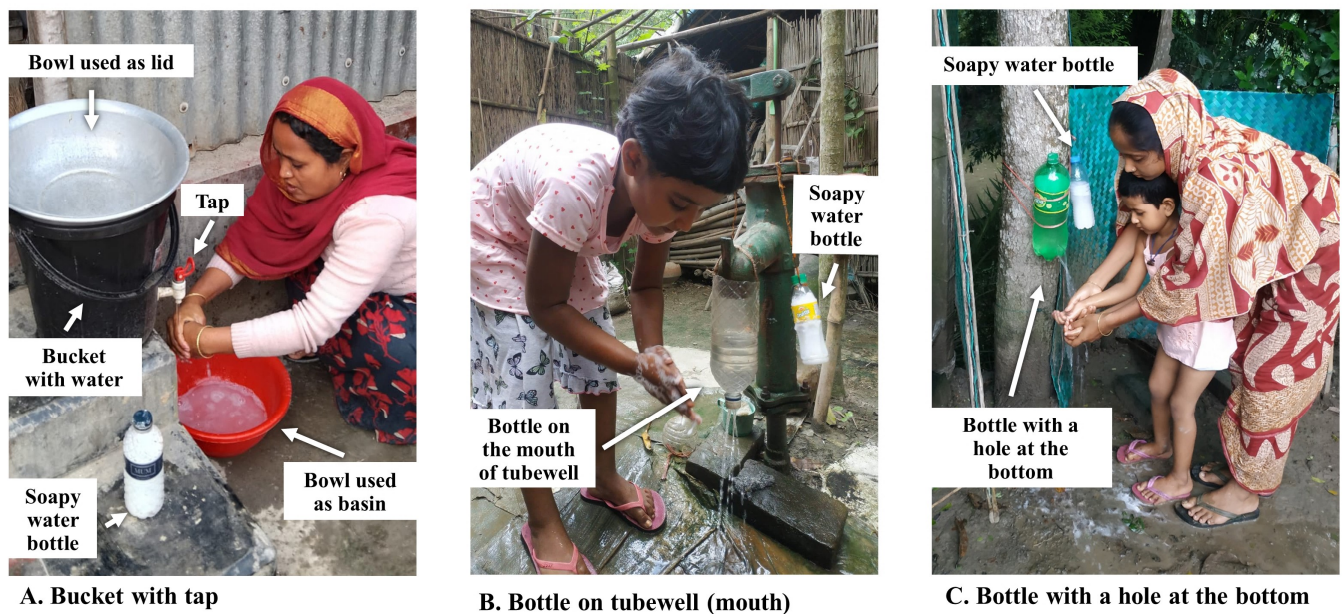 Bowl used as lid
Tap
Bucket
with water
Soapy
water
bottle
MUM
Bowl used
as basin
A. Bucket with tap
Soapy
water
bottle
Bottle on
the mouth
of tubewell
B. Bottle on tubewell (mouth)
Soapy water bottle
Bottle with a
hole at the
bottom
C. Bottle with a hole at the bottom